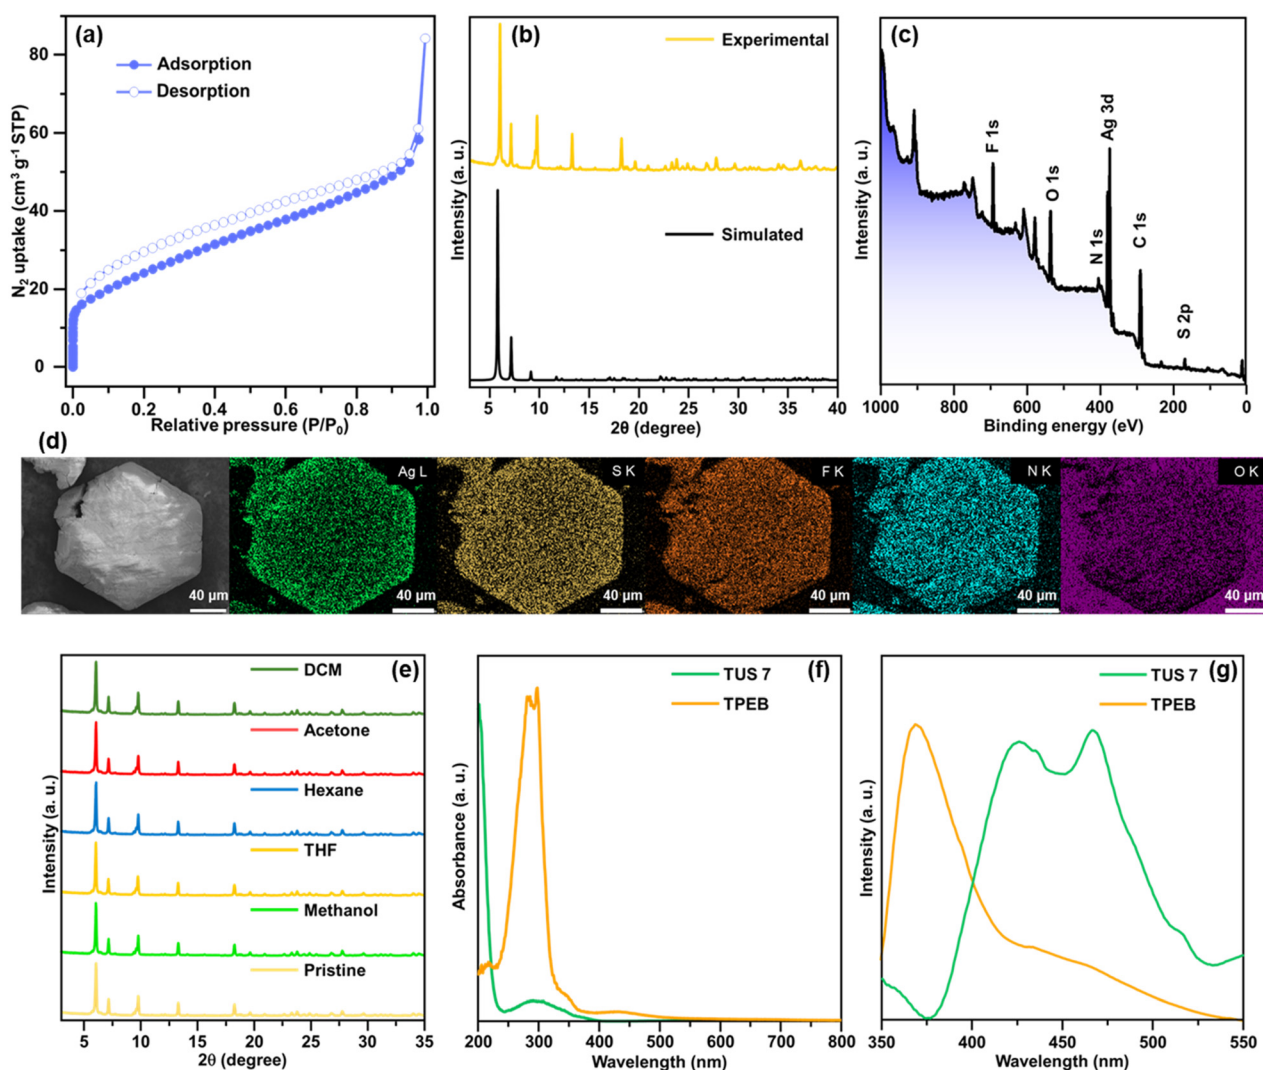 (a)
Adsorption
Desorption
N₂ uptake (cm³ g⁻¹ STP)
80
60
40
20
0
0.0 0.2 0.4 0.6 0.8 1.0
Relative pressure (P/P₀)
(b)
Experimental
Simulated
Intensity (a. u.)
5 10 15 20 25 30 35 40
2θ (degree)
(c)
F 1s
O 1s
N 1s
Ag 3d
C 1s
S 2p
Intensity (a. u.)
1000 800 600 400 200 0
Binding energy (eV)
(d)
Ag L
S K
F K
N K
O K
40 μm
40 μm
40 μm
40 μm
40 μm
40 μm
(e)
DCM
Acetone
Hexane
THF
Methanol
Pristine
Intensity (a. u.)
5 10 15 20 25 30 35
2θ (degree)
(f)
TUS 7
TPEB
Absorbance (a. u.)
200 300 400 500 600 700 800
Wavelength (nm)
(g)
TUS 7
TPEB
Intensity (a. u.)
350 400 450 500 550
Wavelength (nm)